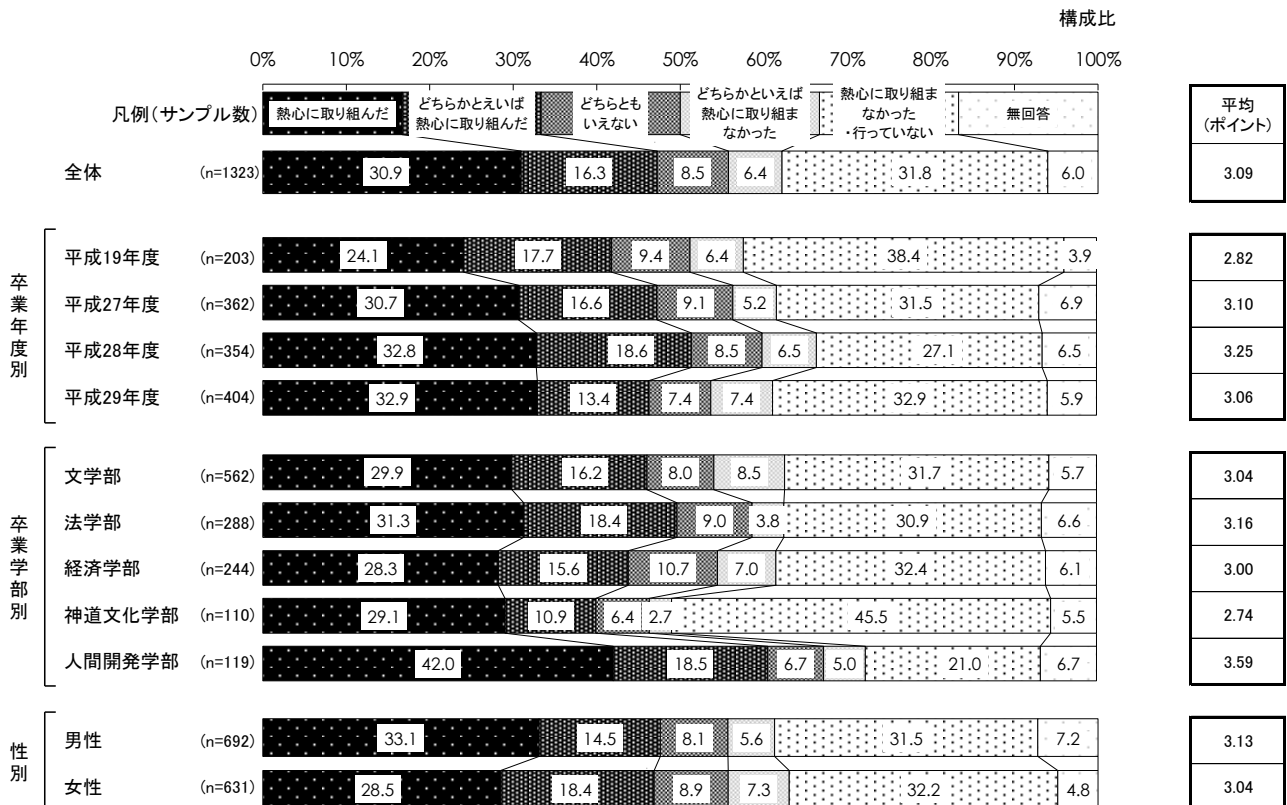 構成比
0% 10% 20% 30% 40% 50% 60% 70% 80% 90% 100%
凡例(サンプル数)
熱心に取り組んだ
どちらかとえいば
熱心に取り組んだ
どちらとも
いえない
どちらかといえば
熱心に取り組ま
なかった
熱心に取り組ま
なかった
・行っていない
無回答
平均
(ポイント)
全体 (n=1323) 30.9 16.3 8.5 6.4 31.8 6.0 3.09
卒業年度別
平成19年度 (n=203) 24.1 17.7 9.4 6.4 38.4 3.9 2.82
平成27年度 (n=362) 30.7 16.6 9.1 5.2 31.5 6.9 3.10
平成28年度 (n=354) 32.8 18.6 8.5 6.5 27.1 6.5 3.25
平成29年度 (n=404) 32.9 13.4 7.4 7.4 32.9 5.9 3.06
卒業学部別
文学部 (n=562) 29.9 16.2 8.0 8.5 31.7 5.7 3.04
法学部 (n=288) 31.3 18.4 9.0 3.8 30.9 6.6 3.16
経済学部 (n=244) 28.3 15.6 10.7 7.0 32.4 6.1 3.00
神道文化学部 (n=110) 29.1 10.9 6.4 2.7 45.5 5.5 2.74
人間開発学部 (n=119) 42.0 18.5 6.7 5.0 21.0 6.7 3.59
性別
男性 (n=692) 33.1 14.5 8.1 5.6 31.5 7.2 3.13
女性 (n=631) 28.5 18.4 8.9 7.3 32.2 4.8 3.04